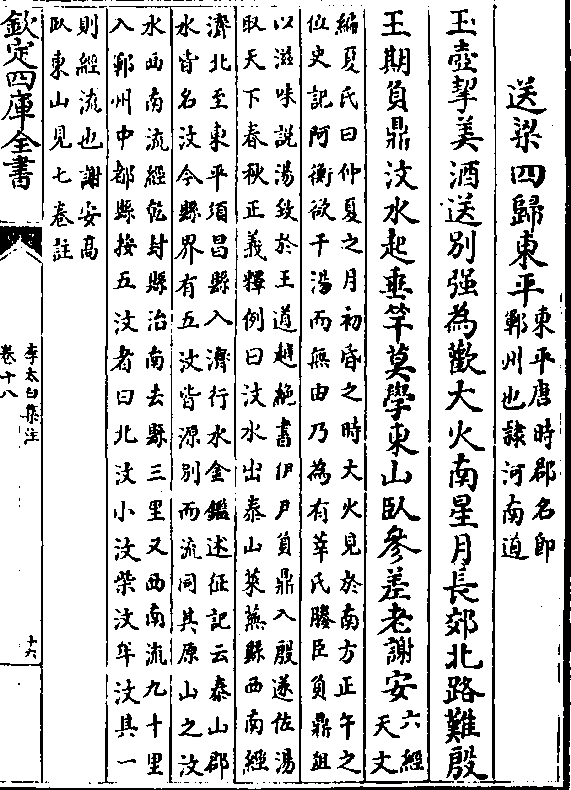 送梁四歸東平東平唐時郡名即
鄆州也隸河南道
玉壺挈美酒送別强為歡大火南星月長郊北路難殷
王期負鼎汶水起垂竿莫學東山臥參差老謝安六經
天文
編夏氏曰仲夏之月初昏之時大火見於南方正午之
位史記阿衡欲干湯而無由乃為有莘氏媵臣負鼎俎
以滋味說湯致於王道越絶書伊尹負鼎入殷遂佐湯
取天下春秋正義釋例曰汶水出泰山萊蕪縣西南經
濟北至東平須昌縣入濟行水金鑑述征記云泰山郡
水皆名汶今縣界有五汶皆源別而流同其原山之汶
水西南流經乾封縣治南去縣三里又西南流九十里
入鄆州中都縣按五汶者曰北汶小汶柴汶牟汶其一
則經流也謝安髙
臥東山見七卷註
欽定四庫全書
李太白集注
卷十八
十六